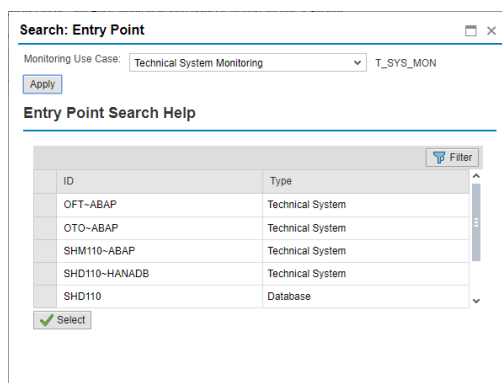 Search: Entry Point
Monitoring Use Case: Technical System Monitoring T_SYS_MON
Apply
Entry Point Search Help
Filter
ID Type
OFT~ABAP Technical System
OTO~ABAP Technical System
SHM110~ABAP Technical System
SHD110~HANADB Technical System
SHD110 Database
Select